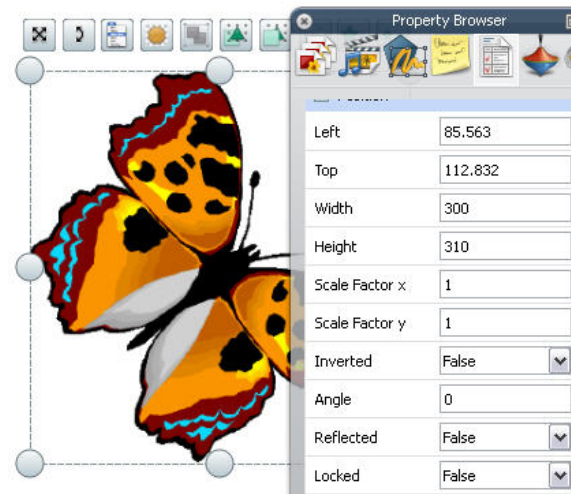 Property Browser
Position
Left 85.563
Top 112.832
Width 300
Height 310
Scale Factor x 1
Scale Factor y 1
Inverted False
Angle 0
Reflected False
Locked False